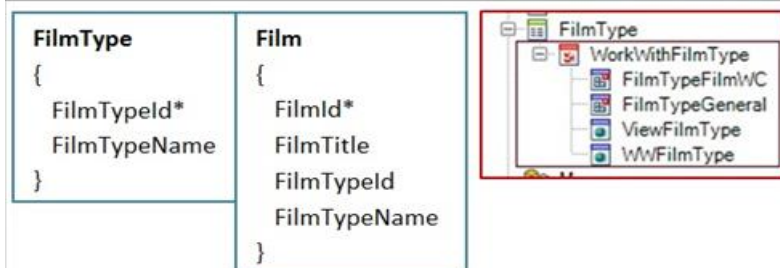 FilmType
{
FilmTypeId*
FilmTypeName
}
Film
{
FilmId*
FilmTitle
FilmTypeId
FilmTypeName
}
FilmType
WorkWithFilmType
FilmTypeFilmWC
FilmTypeGeneral
ViewFilmType
WWFilmType